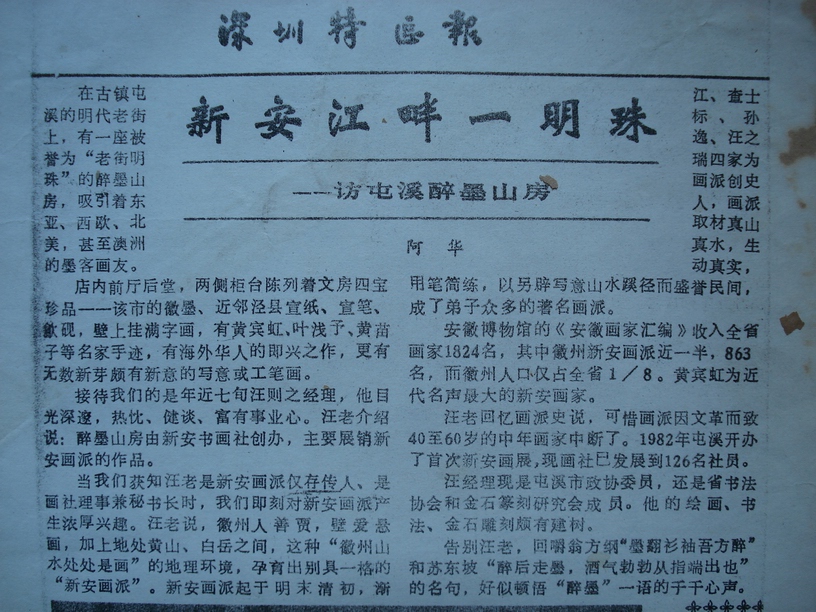 深圳特区报
新安江畔一明珠
——访屯溪醉墨山房
阿华
在古镇屯
溪的明代老街
上，有一座被
誉为“老街明
珠”的醉墨山
房，吸引着东
亚、西欧、北
美，甚至澳洲
的墨客画友。
店内前厅后堂，两侧柜台陈列着文房四宝
珍品——该市的徽墨、近邻泾县宣纸、宣笔、
歙砚，壁上挂满字画，有黄宾虹、叶浅予、黄苗
子等名家手迹，有海外华人的即兴之作，更有
无数新芽颇有新意的写意或工笔画。
接待我们的是年近七旬汪则之经理，他目
光深邃，热忱、健谈、富有事业心。汪老介绍
说：醉墨山房由新安书画社创办，主要展销新
安画派的作品。
当我们获知汪老是新安画派仅存传人、是
画社理事兼秘书长时，我们即刻对新安画派产
生浓厚兴趣。汪老说，徽州人善贾，壁爱悬
画，加上地处黄山、白岳之间，这种“徽州山
水处处是画”的地理环境，孕育出别具一格的
“新安画派”。新安画派起于明末清初，渐
江、查士
标、孙
逸、汪之
瑞四家为
画派创史
人，画派
取材真山
真水，生
动真实，
用笔简练，以另辟写意山水蹊径而盛誉民间，
成了弟子众多的著名画派。
安徽博物馆的《安徽画家汇编》收入全省
画家1824名，其中徽州新安画派近一半，863
名，而徽州人口仅占全省1／8。黄宾虹为近
代名声最大的新安画家。
汪老回忆画派史说，可惜画派因文革而致
40至60岁的中年画家中断了。1982年屯溪开办
了首次新安画展，现画社已发展到126名社员。
汪经理现是屯溪市政协委员，还是省书法
协会和金石篆刻研究会成员。他的绘画、书
法、金石雕刻颇有建树。
告别汪老，回嚼翁方纲“墨翻衫袖吾方醉”
和苏东坡“醉后走墨，酒气勃勃从指端出也”
的名句，好似顿悟“醉墨”一语的千千心声。